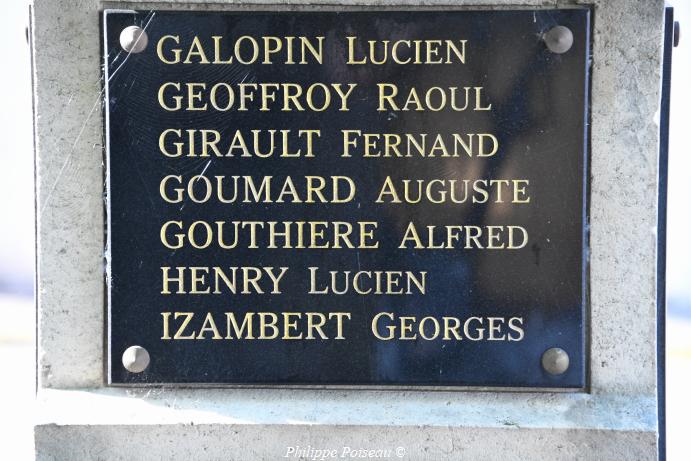 GALOPIN LUCIEN
GEOFFROY RAOUL
GIRAULT FERNAND
GOUMARD AUGUSTE
GOUTHIERE ALFRED
HENRY LUCIEN
IZAMBERT GEORGES
Philippe Poiseau ©